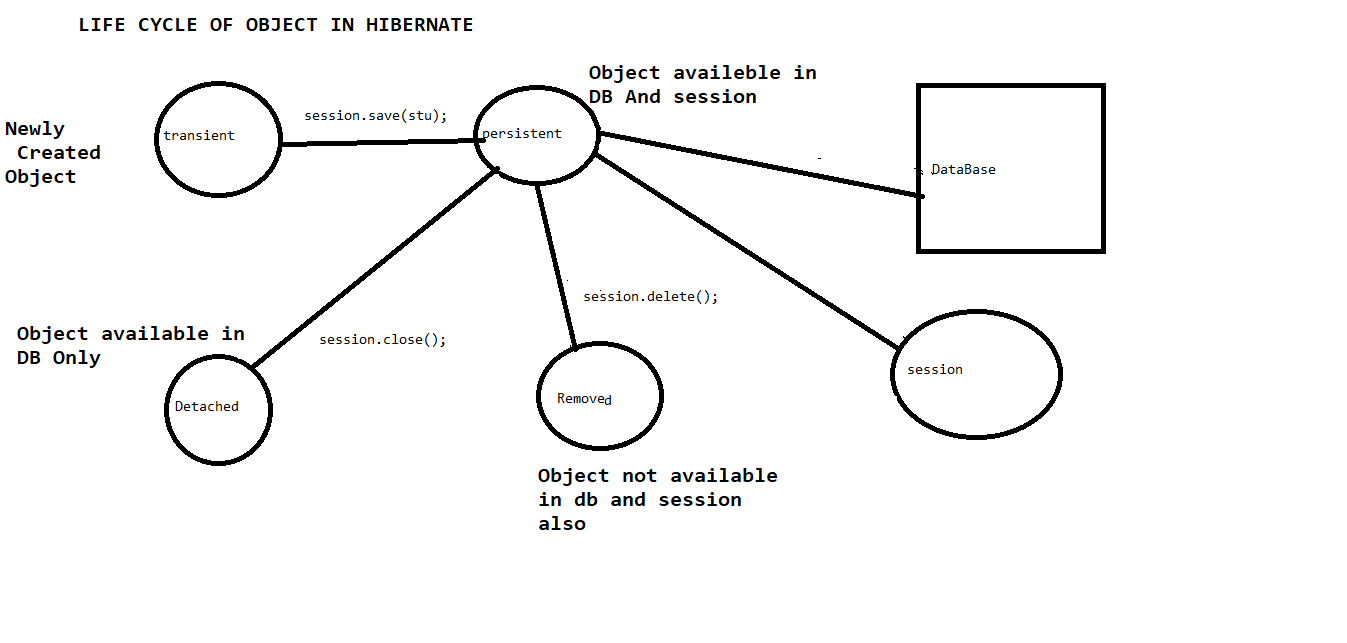 LIFE CYCLE OF OBJECT IN HIBERNATE
Object availeble in
DB And session
session.save(stu);
Newly
Created
Object
transient
persistent
DataBase
session.delete();
Object available in
DB Only
session.close();
session
Detached
Removed
Object not available
in db and session
also